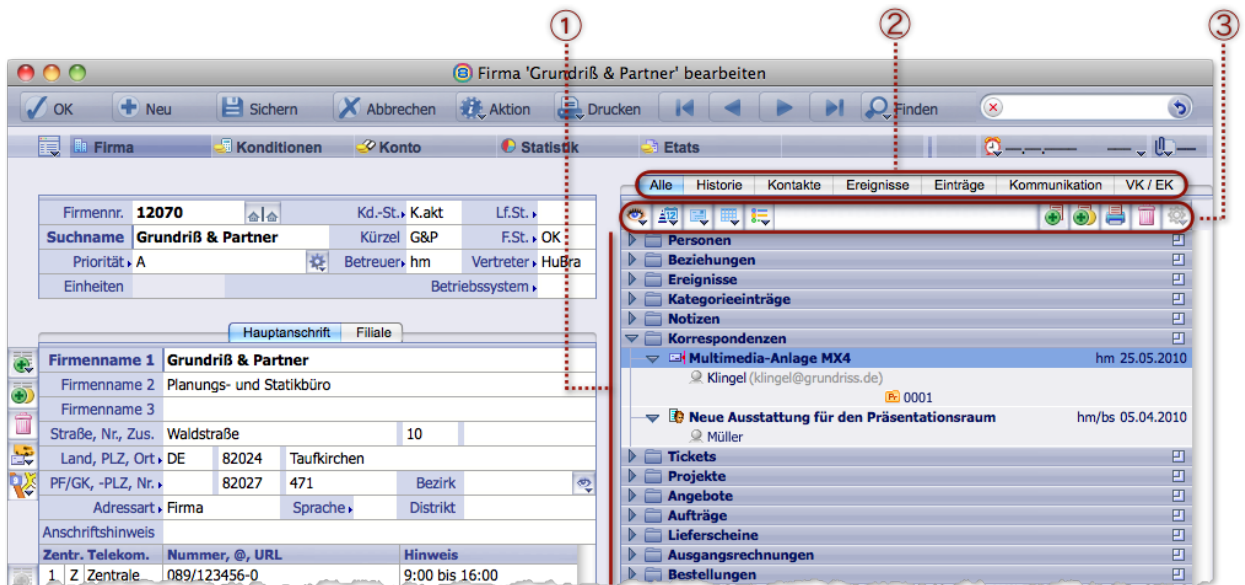 1 2 3
Firma 'Grundriß & Partner' bearbeiten
OK Neu Sichern Abbrechen Aktion Drucken Finden
Firma Konditionen Konto Statistik Etats
Alle Historie Kontakte Ereignisse Einträge Kommunikation VK / EK
Firmennr. 12070 Kd.-St. K.akt Lf.St.
Suchname Grundriß & Partner Kürzel G&P F.St. OK
Priorität A Betreuer hm Vertreter HuBra
Einheiten Betriebssystem
Hauptanschrift Filiale
Firmenname 1 Grundriß & Partner
Firmenname 2 Planungs- und Statikbüro
Firmenname 3
Straße, Nr., Zus. Waldstraße 10
Land, PLZ, Ort DE 82024 Taufkirchen
PF/GK, -PLZ, Nr. 82027 471 Bezirk
Adressart Firma Sprache Distrikt
Anschriftshinweis
Zentr. Telekom. Nummer, @, URL Hinweis
1 Z Zentrale 089/123456-0 9:00 bis 16:00
Personen
Beziehungen
Ereignisse
Kategorieeinträge
Notizen
Korrespondenzen
Multimedia-Anlage MX4 hm 25.05.2010
Klingel (klingel@grundriss.de)
Pr 0001
Neue Ausstattung für den Präsentationsraum hm/bs 05.04.2010
Müller
Tickets
Projekte
Angebote
Aufträge
Lieferscheine
Ausgangsrechnungen
Bestellungen